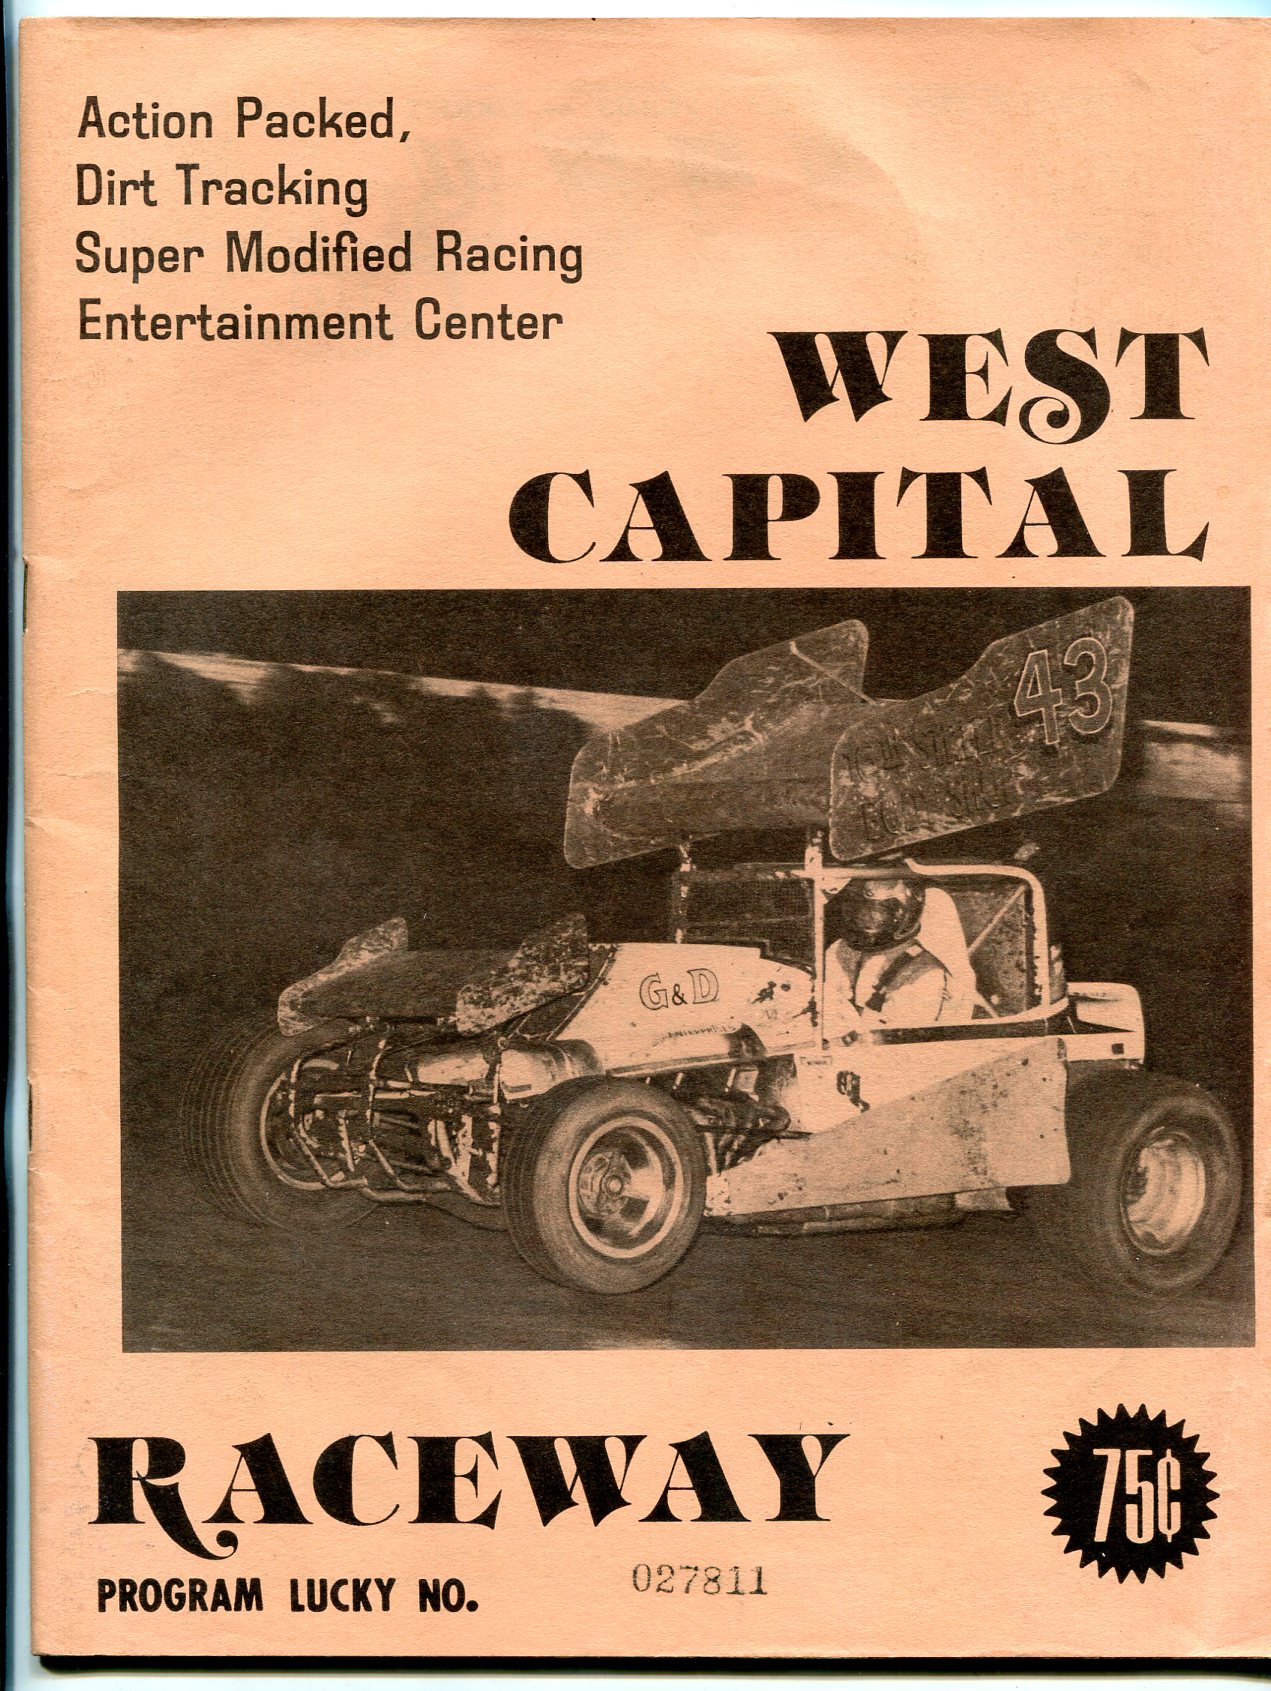 Action Packed,
Dirt Tracking
Super Modified Racing
Entertainment Center
WEST
CAPITAL
43
G&D
RACEWAY
75¢
PROGRAM LUCKY NO. 027811